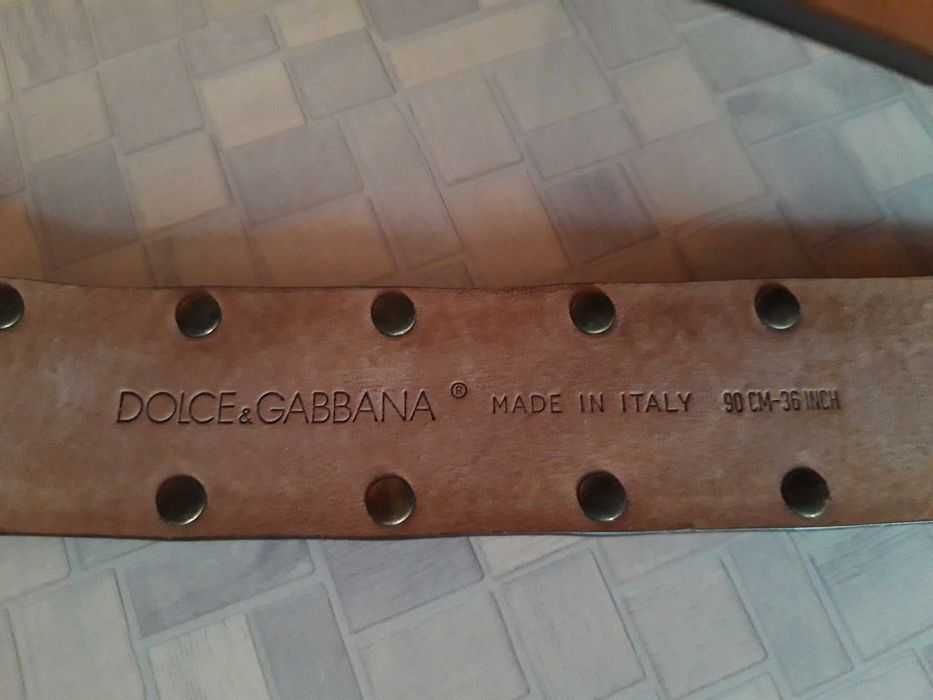 DOLCE & GABBANA ® MADE IN ITALY 90 CM-36 INCH